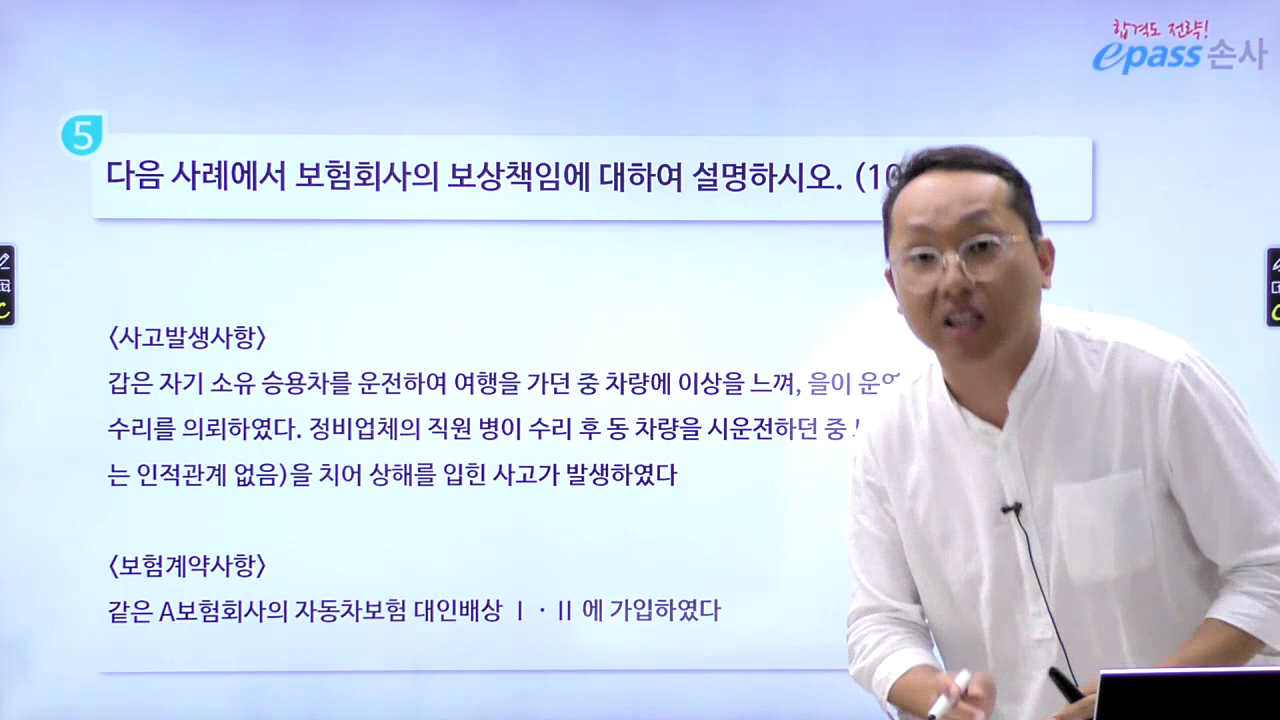 합격도 전략!
epass 손사
5
다음 사례에서 보험회사의 보상책임에 대하여 설명하시오. (10
〈사고발생사항〉
갑은 자기 소유 승용차를 운전하여 여행을 가던 중 차량에 이상을 느껴, 을이 운영
수리를 의뢰하였다. 정비업체의 직원 병이 수리 후 동 차량을 시운전하던 중
는 인적관계 없음)을 치어 상해를 입힌 사고가 발생하였다
〈보험계약사항〉
같은 A보험회사의 자동차보험 대인배상 Ⅰ · Ⅱ 에 가입하였다